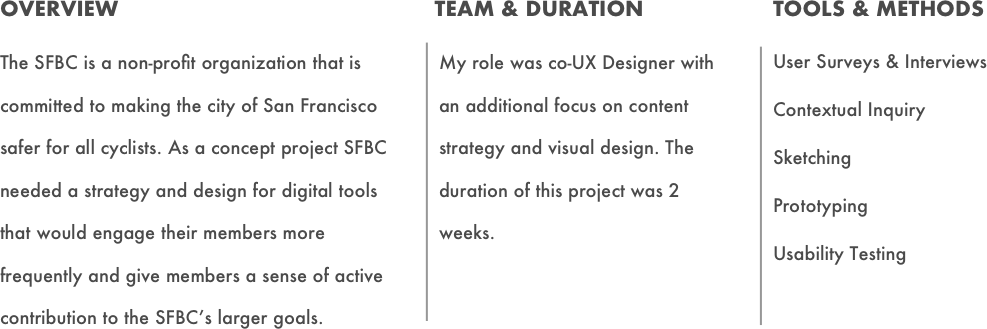 OVERVIEW
The SFBC is a non-profit organization that is
committed to making the city of San Francisco
safer for all cyclists. As a concept project SFBC
needed a strategy and design for digital tools
that would engage their members more
frequently and give members a sense of active
contribution to the SFBC’s larger goals.
TEAM & DURATION
My role was co-UX Designer with
an additional focus on content
strategy and visual design. The
duration of this project was 2
weeks.
TOOLS & METHODS
User Surveys & Interviews
Contextual Inquiry
Sketching
Prototyping
Usability Testing